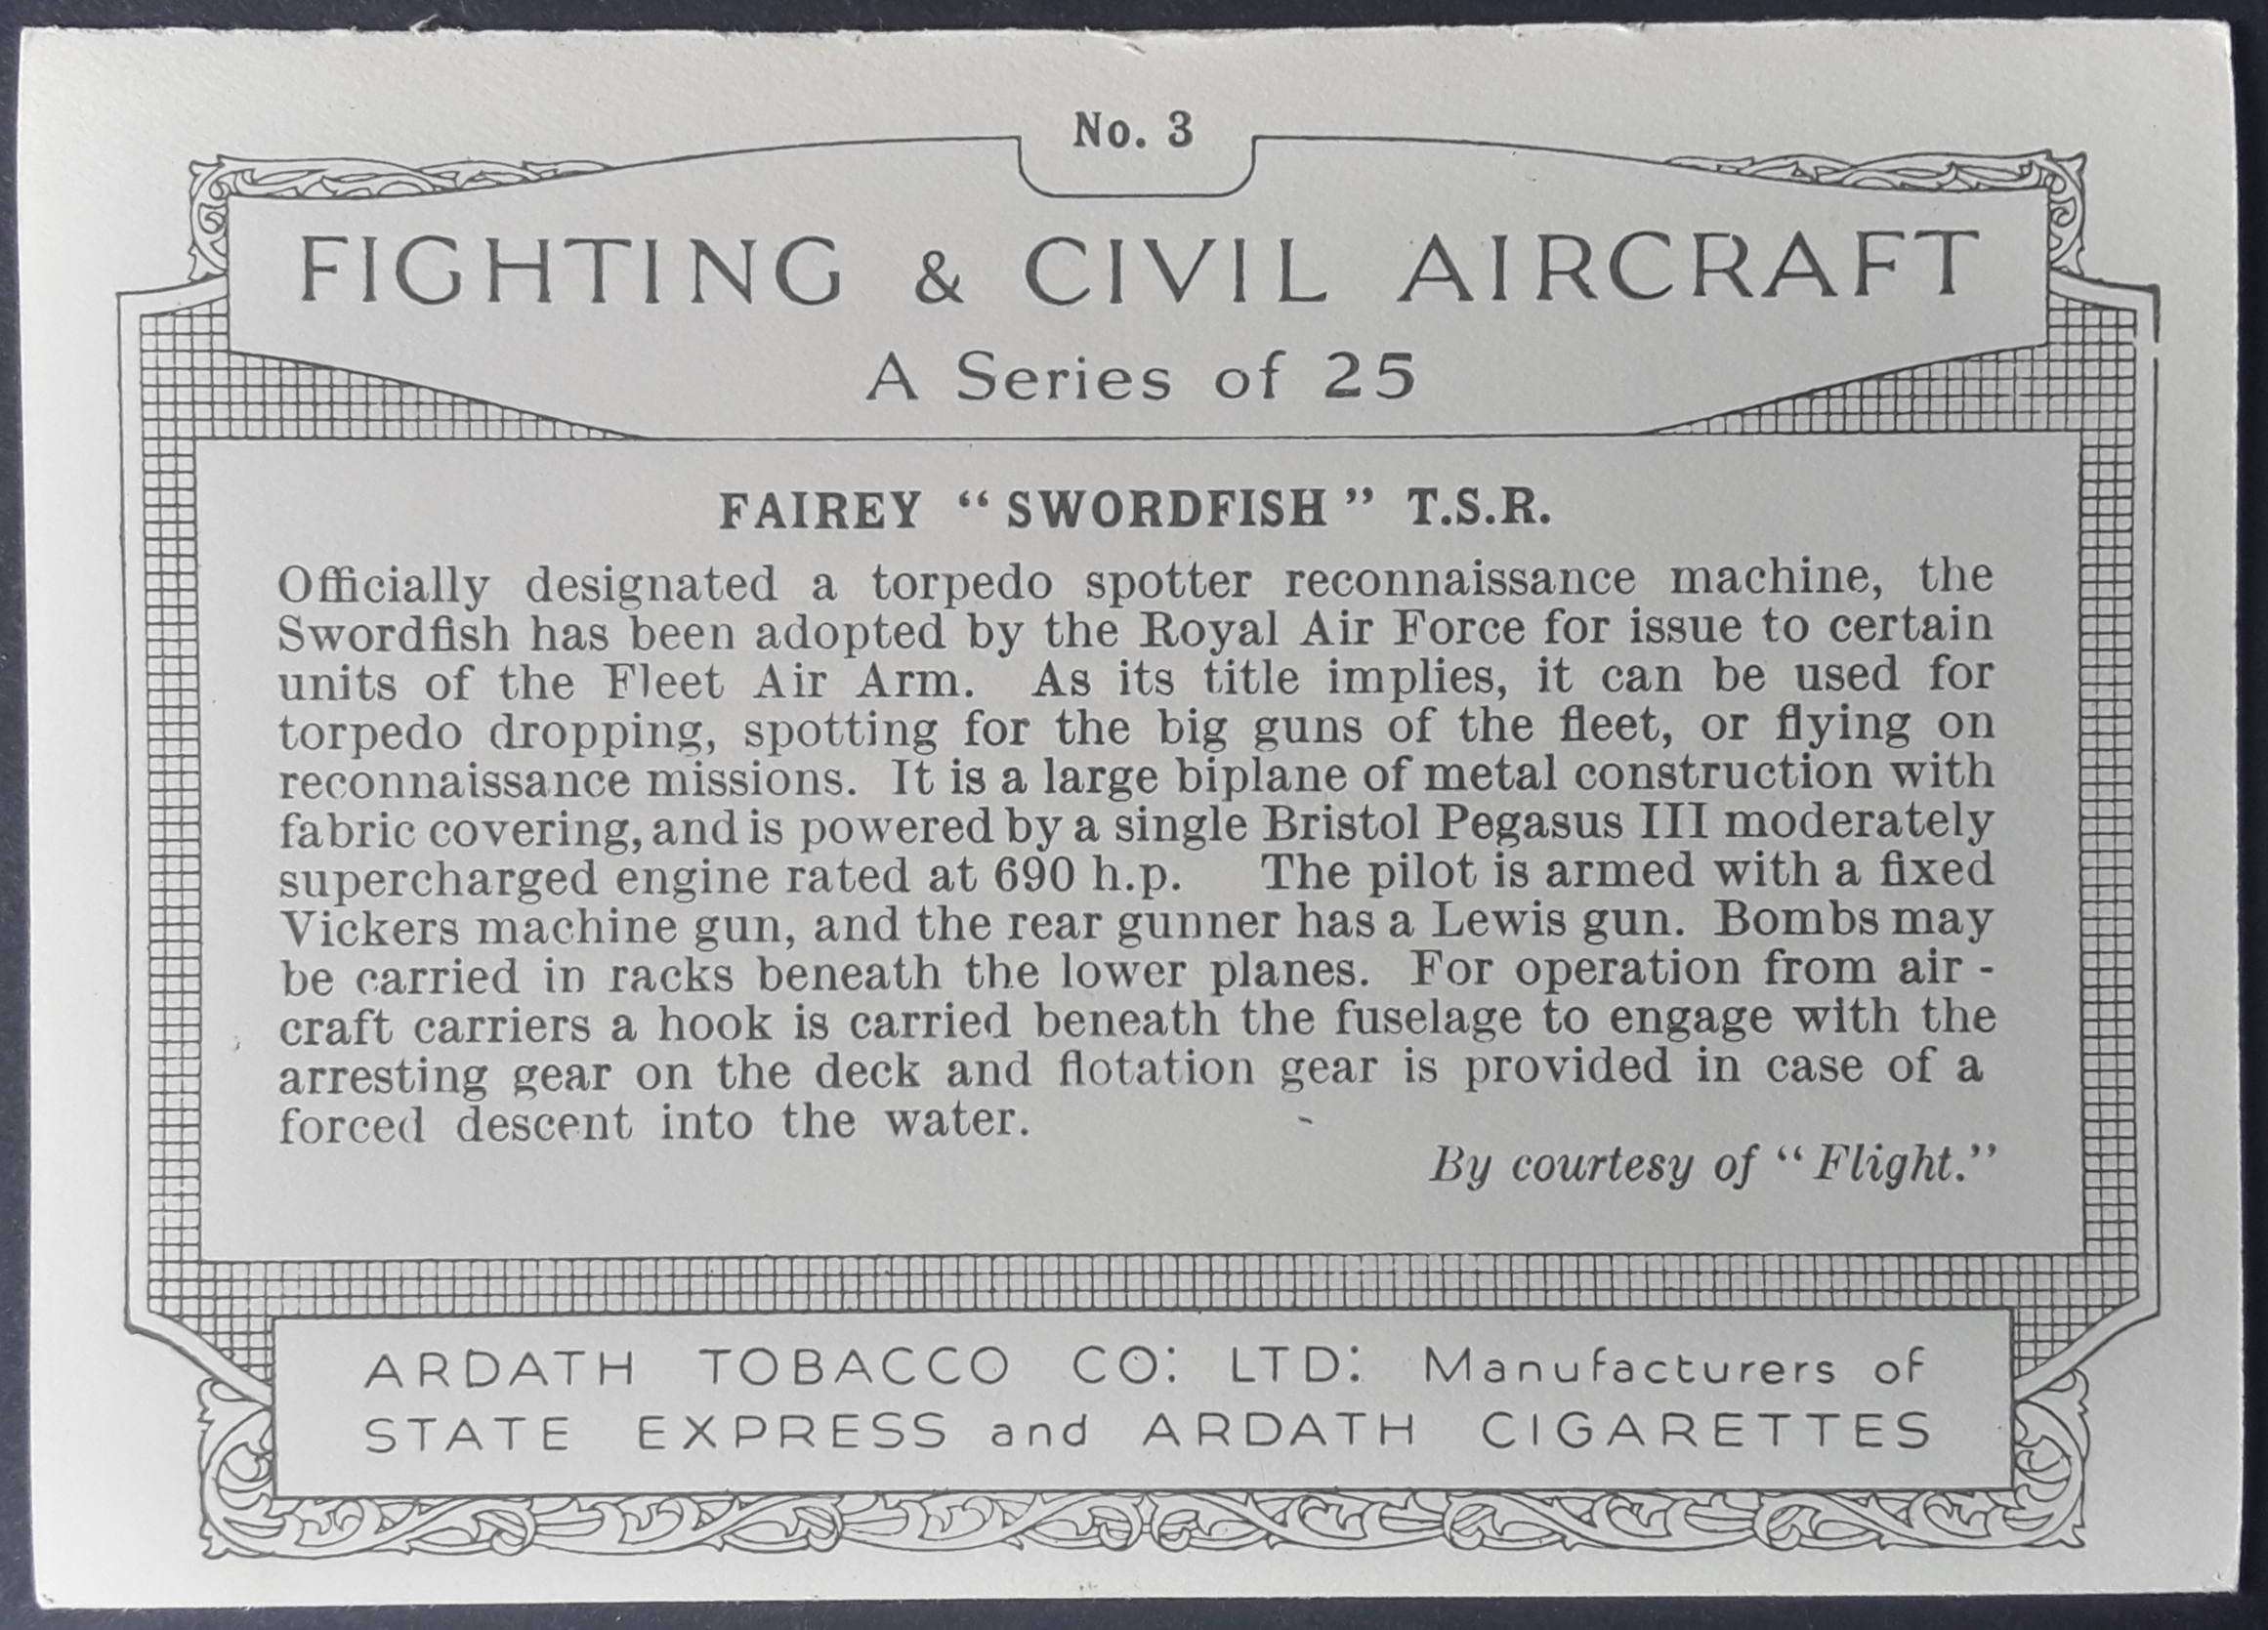 No. 3
FIGHTING & CIVIL AIRCRAFT
A Series of 25
FAIREY “ SWORDFISH ” T.S.R.
Officially designated a torpedo spotter reconnaissance machine, the
Swordfish has been adopted by the Royal Air Force for issue to certain
units of the Fleet Air Arm. As its title implies, it can be used for
torpedo dropping, spotting for the big guns of the fleet, or flying on
reconnaissance missions. It is a large biplane of metal construction with
fabric covering, and is powered by a single Bristol Pegasus III moderately
supercharged engine rated at 690 h.p. The pilot is armed with a fixed
Vickers machine gun, and the rear gunner has a Lewis gun. Bombs may
be carried in racks beneath the lower planes. For operation from air -
craft carriers a hook is carried beneath the fuselage to engage with the
arresting gear on the deck and flotation gear is provided in case of a
forced descent into the water.
By courtesy of “ Flight.”
ARDATH TOBACCO CO: LTD: Manufacturers of
STATE EXPRESS and ARDATH CIGARETTES